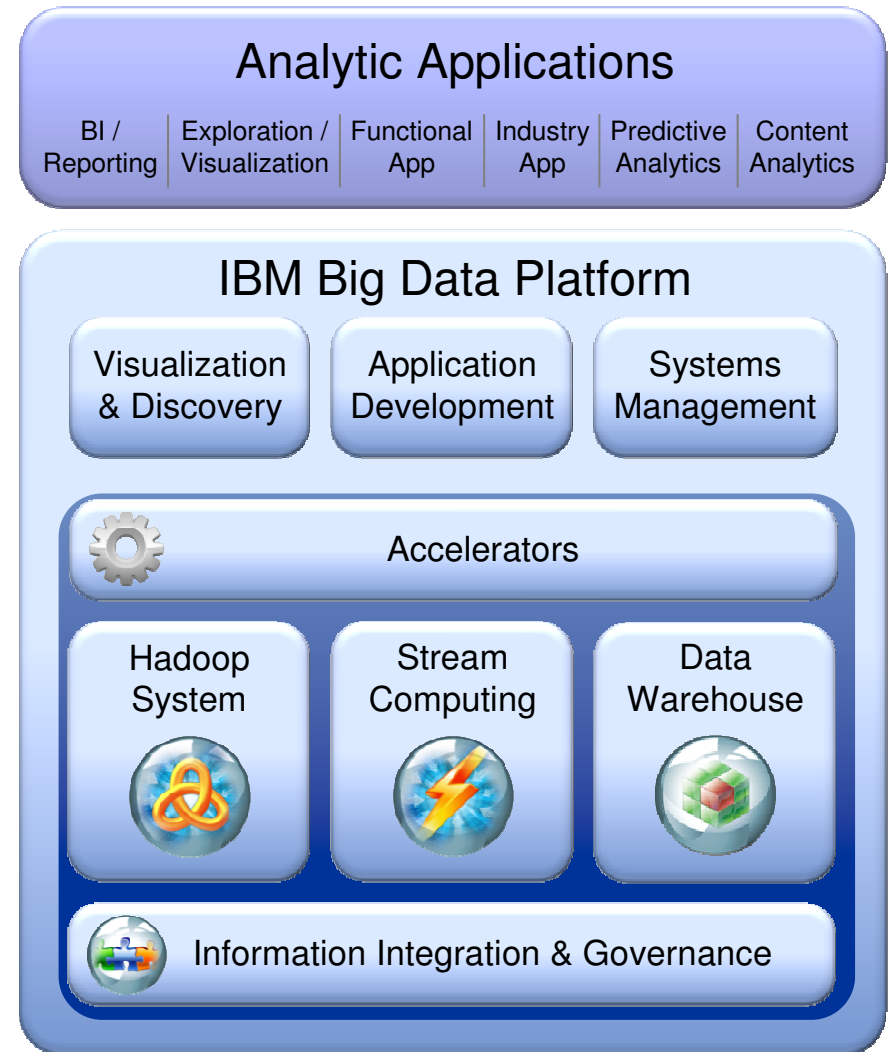 Analytic Applications
BI /
Reporting
Exploration /
Visualization
Functional
App
Industry
App
Predictive
Analytics
Content
Analytics
IBM Big Data Platform
Visualization
& Discovery
Application
Development
Systems
Management
Accelerators
Hadoop
System
Stream
Computing
Data
Warehouse
Information Integration & Governance